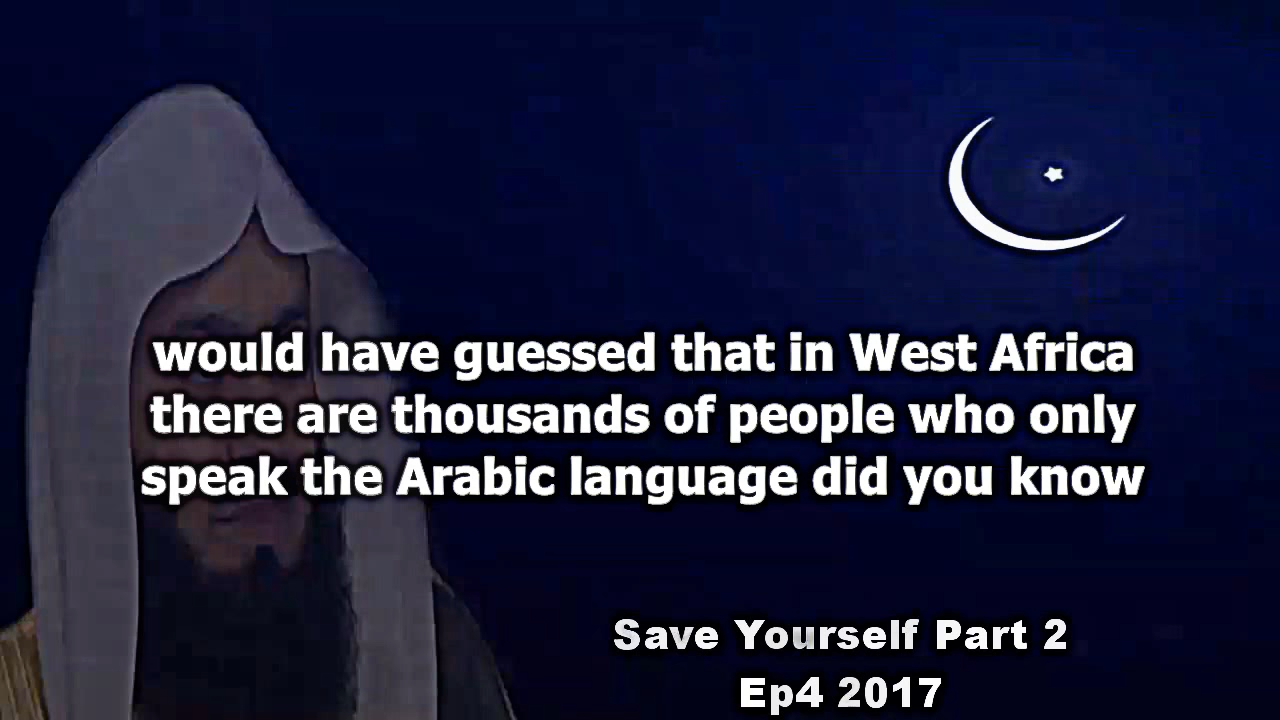 would have guessed that in West Africa
there are thousands of people who only
speak the Arabic language did you know
Save Yourself Part 2
Ep4 2017